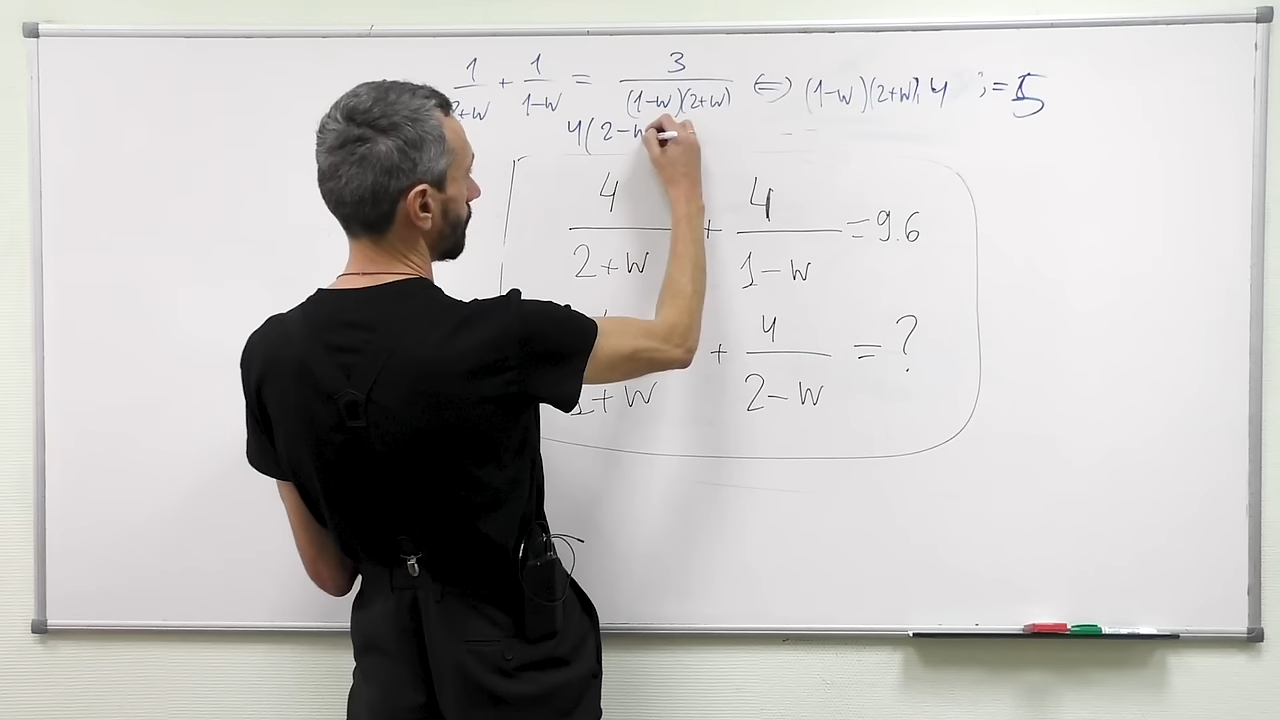 1/2+W + 1/1-W = 3/(1-W)(2+W) ⇔ (1-W)(2+W), 4 ; = 5
4(2-W
4/2+W + 4/1-W = 9.6
/1+W + 4/2-W = ?